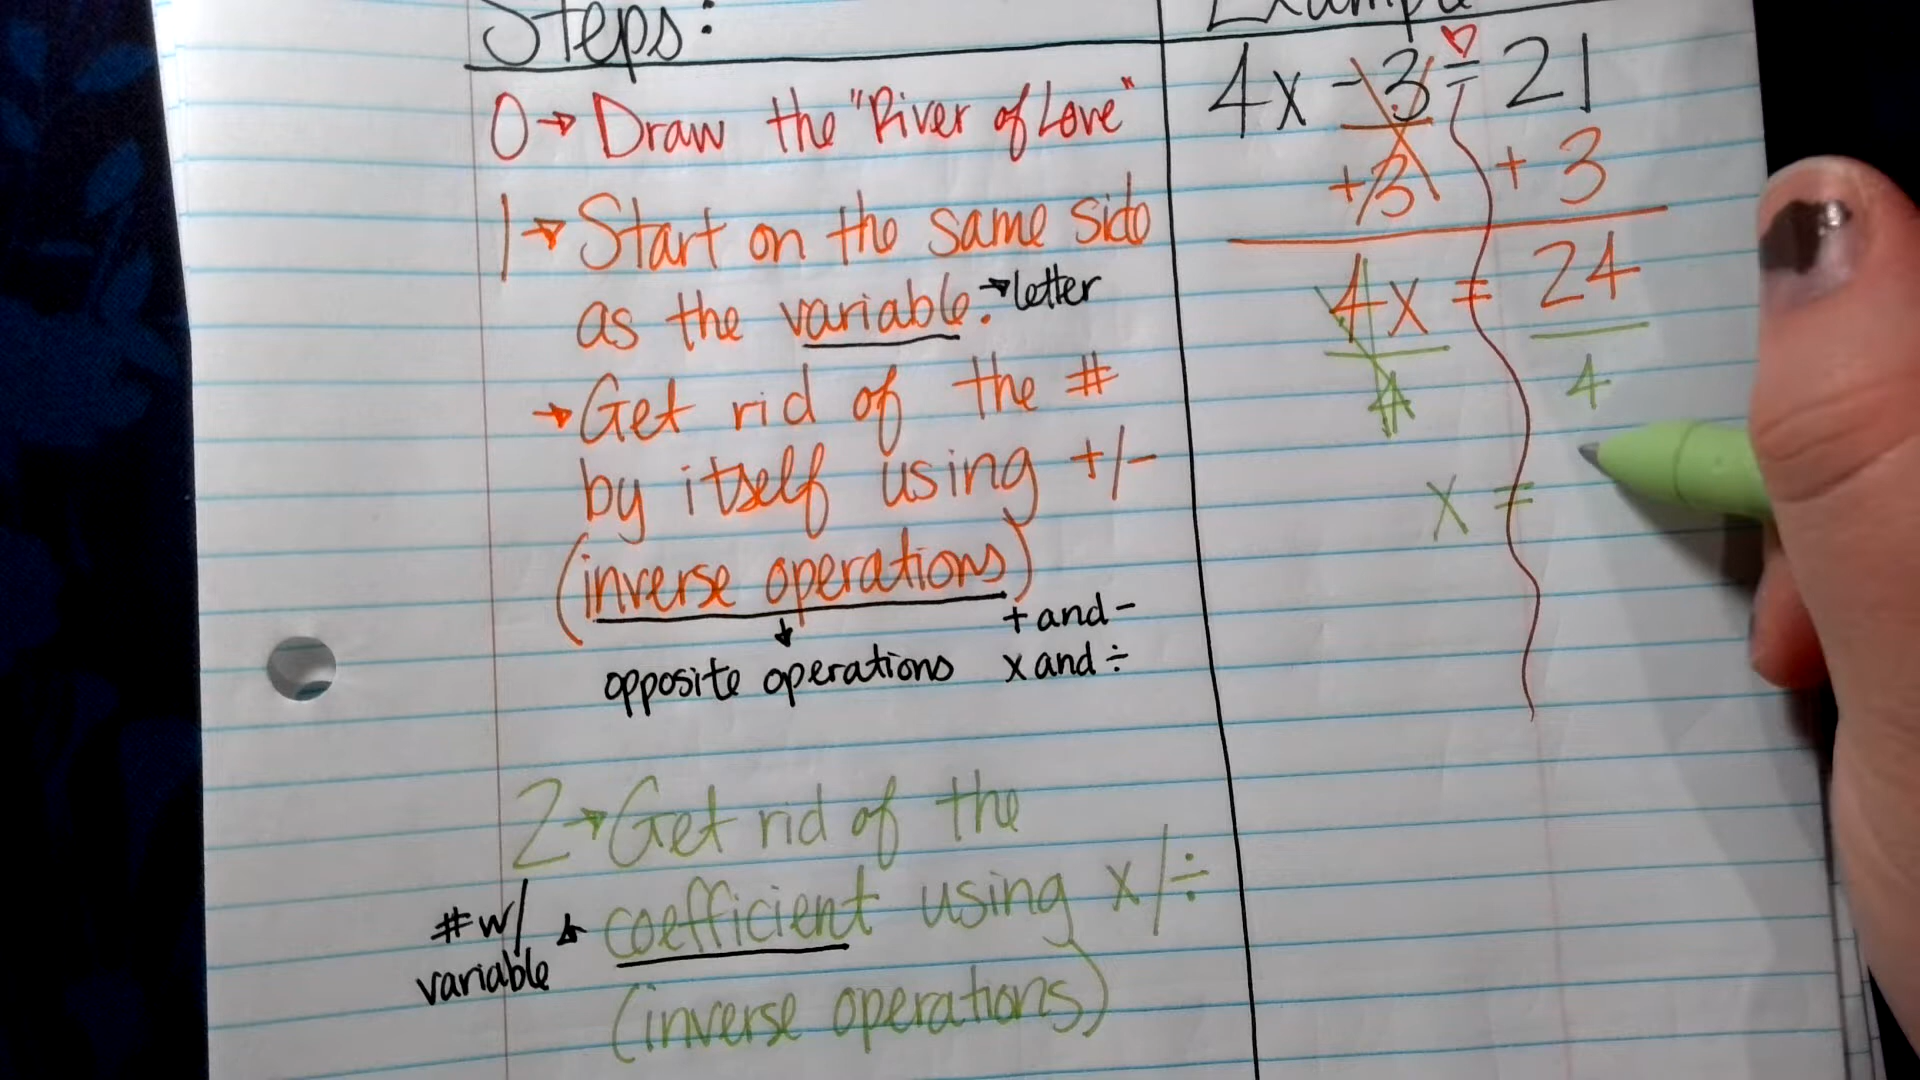 Steps:
Example
0→ Draw the "River of Love"
1→ Start on the same side
as the variable. → letter
→ Get rid of the #
by itself using +/-
(inverse operations)
+ and -
opposite operations x and ÷
2→ Get rid of the
coefficient using x/÷
#w/
variable
(inverse operations)
4x - 3 = 21
+3 + 3
4x = 24
4 4
x =